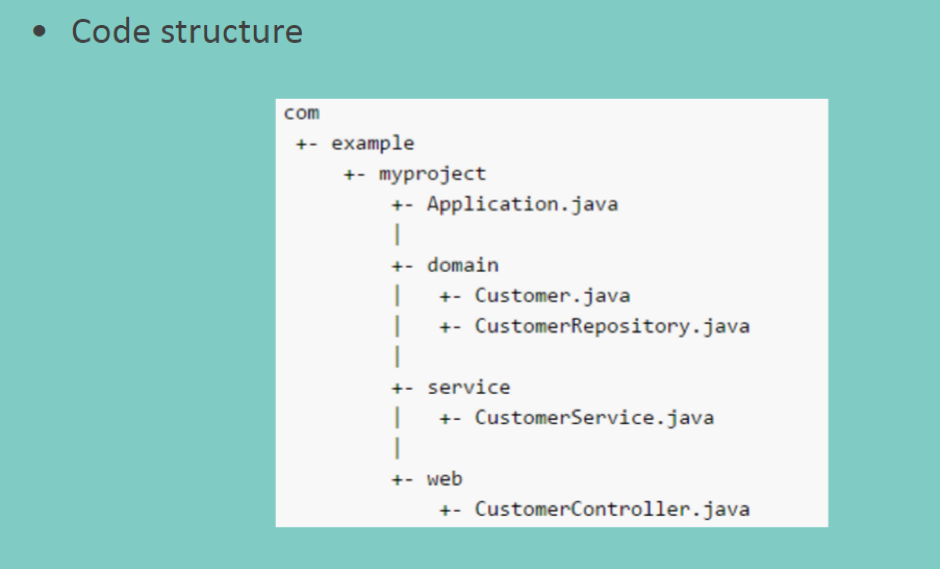 • Code structure
com
 +- example
     +- myproject
         +- Application.java
         |
         +- domain
         |   +- Customer.java
         |   +- CustomerRepository.java
         |
         +- service
         |   +- CustomerService.java
         |
         +- web
             +- CustomerController.java